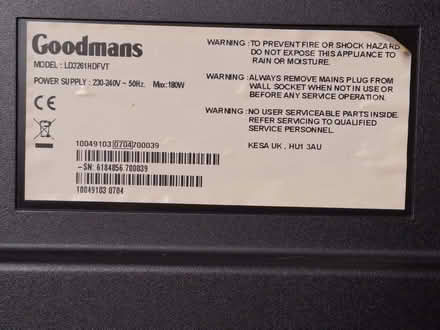 Goodmans
MODEL : LD3261HDFVT
POWER SUPPLY : 230-240V ~ 50Hz. Max:180W
CE
10049103 0704 700039
-SN: 6184056 700039
10049103 0704
WARNING : TO PREVENT FIRE OR SHOCK HAZARD
DO NOT EXPOSE THIS APPLIANCE TO
RAIN OR MOISTURE.
WARNING : ALWAYS REMOVE MAINS PLUG FROM
WALL SOCKET WHEN NOT IN USE OR
BEFORE ANY SERVICE OPERATION.
WARNING : NO USER SERVICEABLE PARTS INSIDE.
REFER SERVICING TO QUALIFIED
SERVICE PERSONNEL.
KESA UK , HU1 3AU